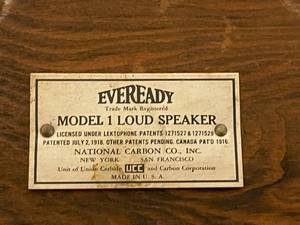 EVEREADY
Trade Mark Registered
MODEL 1 LOUD SPEAKER
LICENSED UNDER LEKTOPHONE PATENTS 1271527 & 1271529
PATENTED JULY 2, 1918. OTHER PATENTS PENDING. CANADA PAT'D 1916.
NATIONAL CARBON CO., INC.
NEW YORK SAN FRANCISCO
Unit of Union Carbide UCC and Carbon Corporation
MADE IN U. S. A.